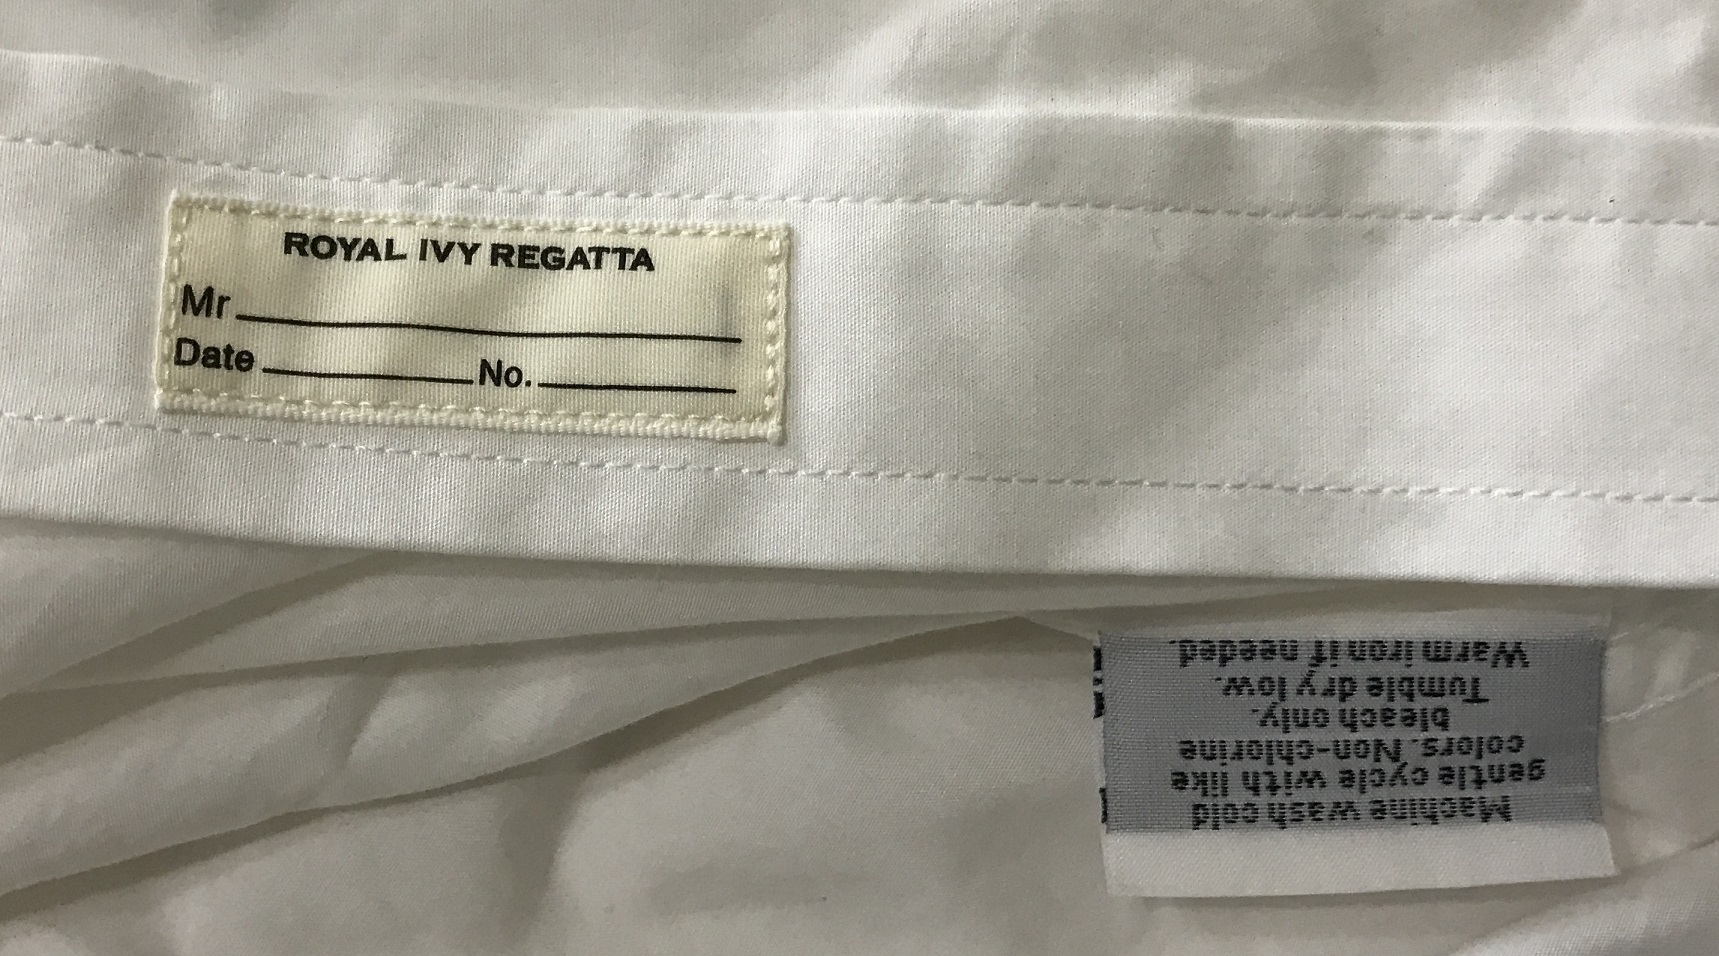 ROYAL IVY REGATTA
Mr
Date No.
Machine wash cold
gentle cycle with like
colors. Non-chlorine
bleach only.
Tumble dry low.
Warm iron if needed.